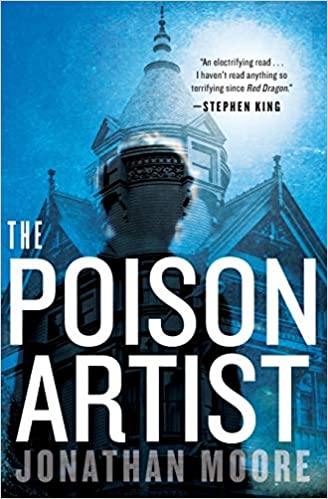 "An electrifying read . . .
I haven't read anything so
terrifying since Red Dragon."
—STEPHEN KING
THE
POISON
ARTIST
JONATHAN MOORE